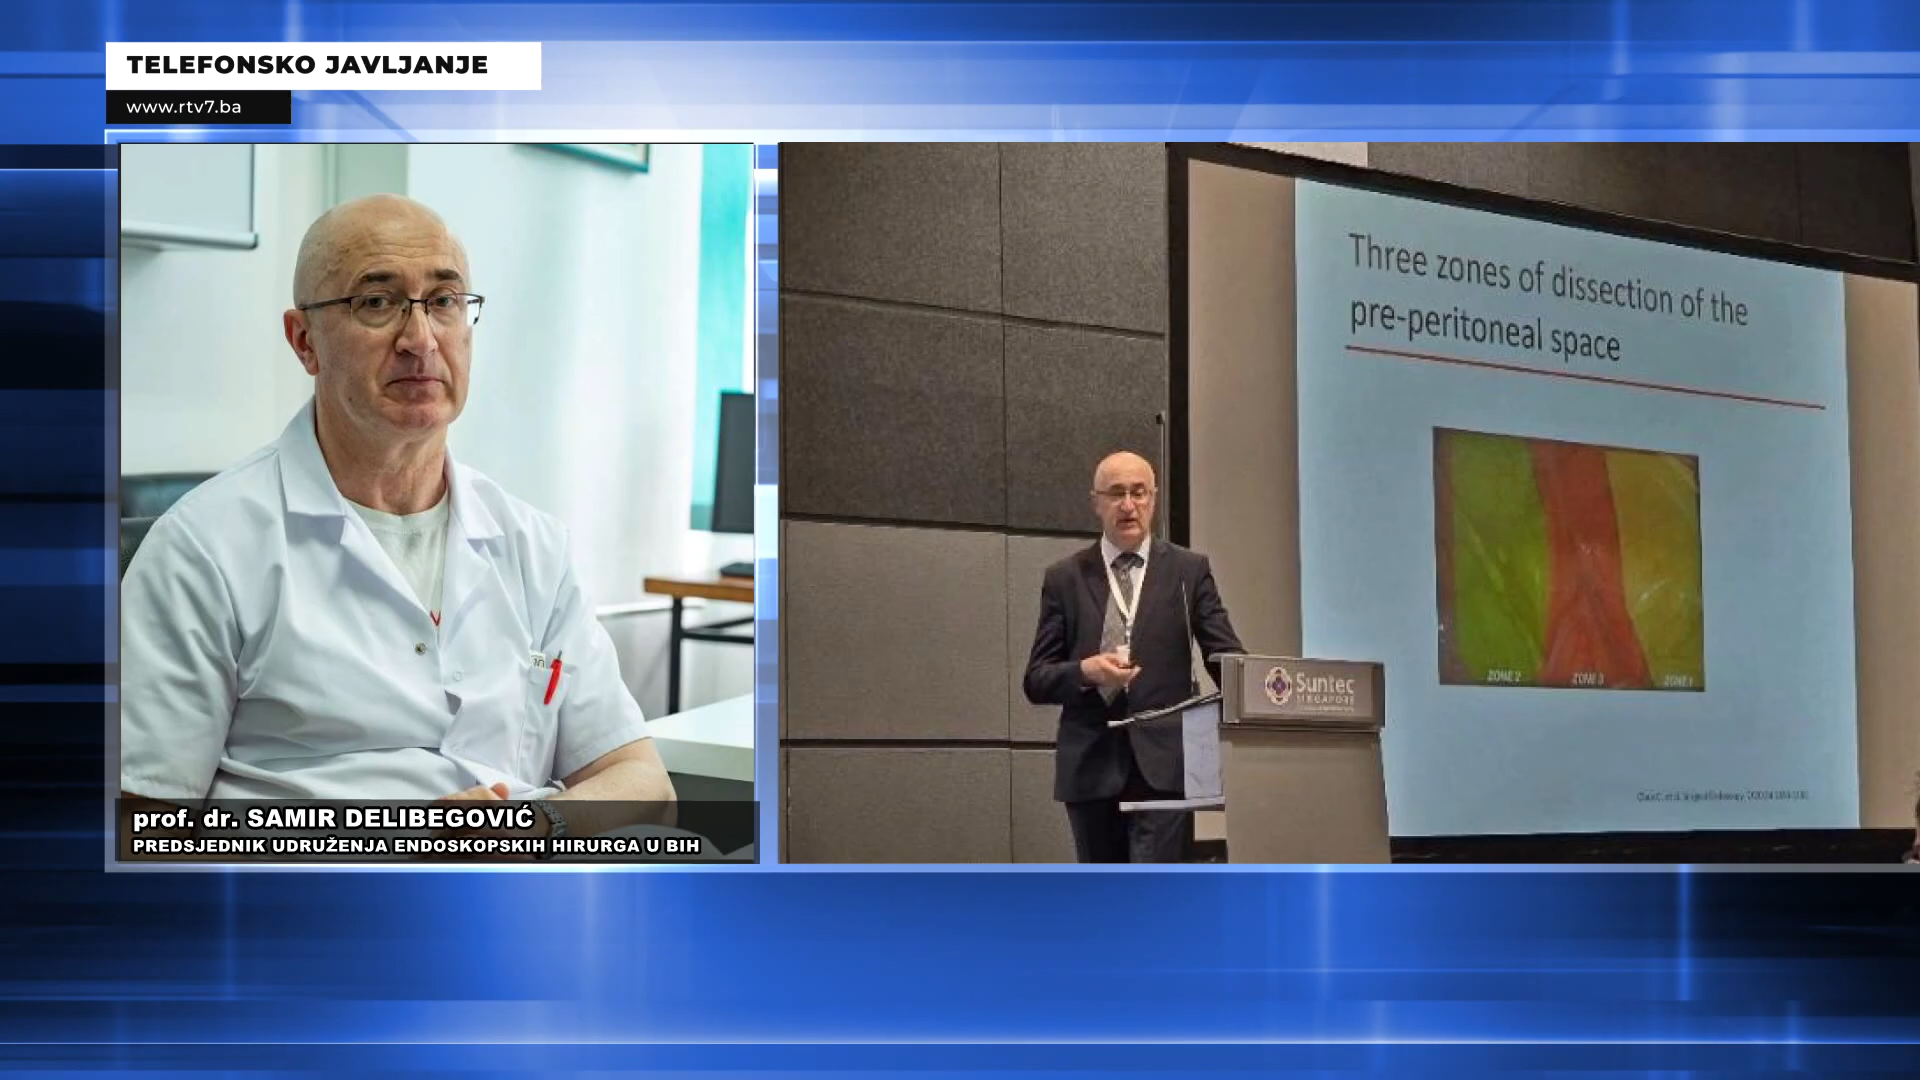 TELEFONSKO JAVLJANJE
www.rtv7.ba
Three zones of dissection of the
pre-peritoneal space
ZONE 2
ZONE 3
ZONE 1
Suntec
SINGAPORE
prof. dr. SAMIR DELIBEGOVIĆ
PREDSJEDNIK UDRUŽENJA ENDOSKOPSKIH HIRURGA U BIH